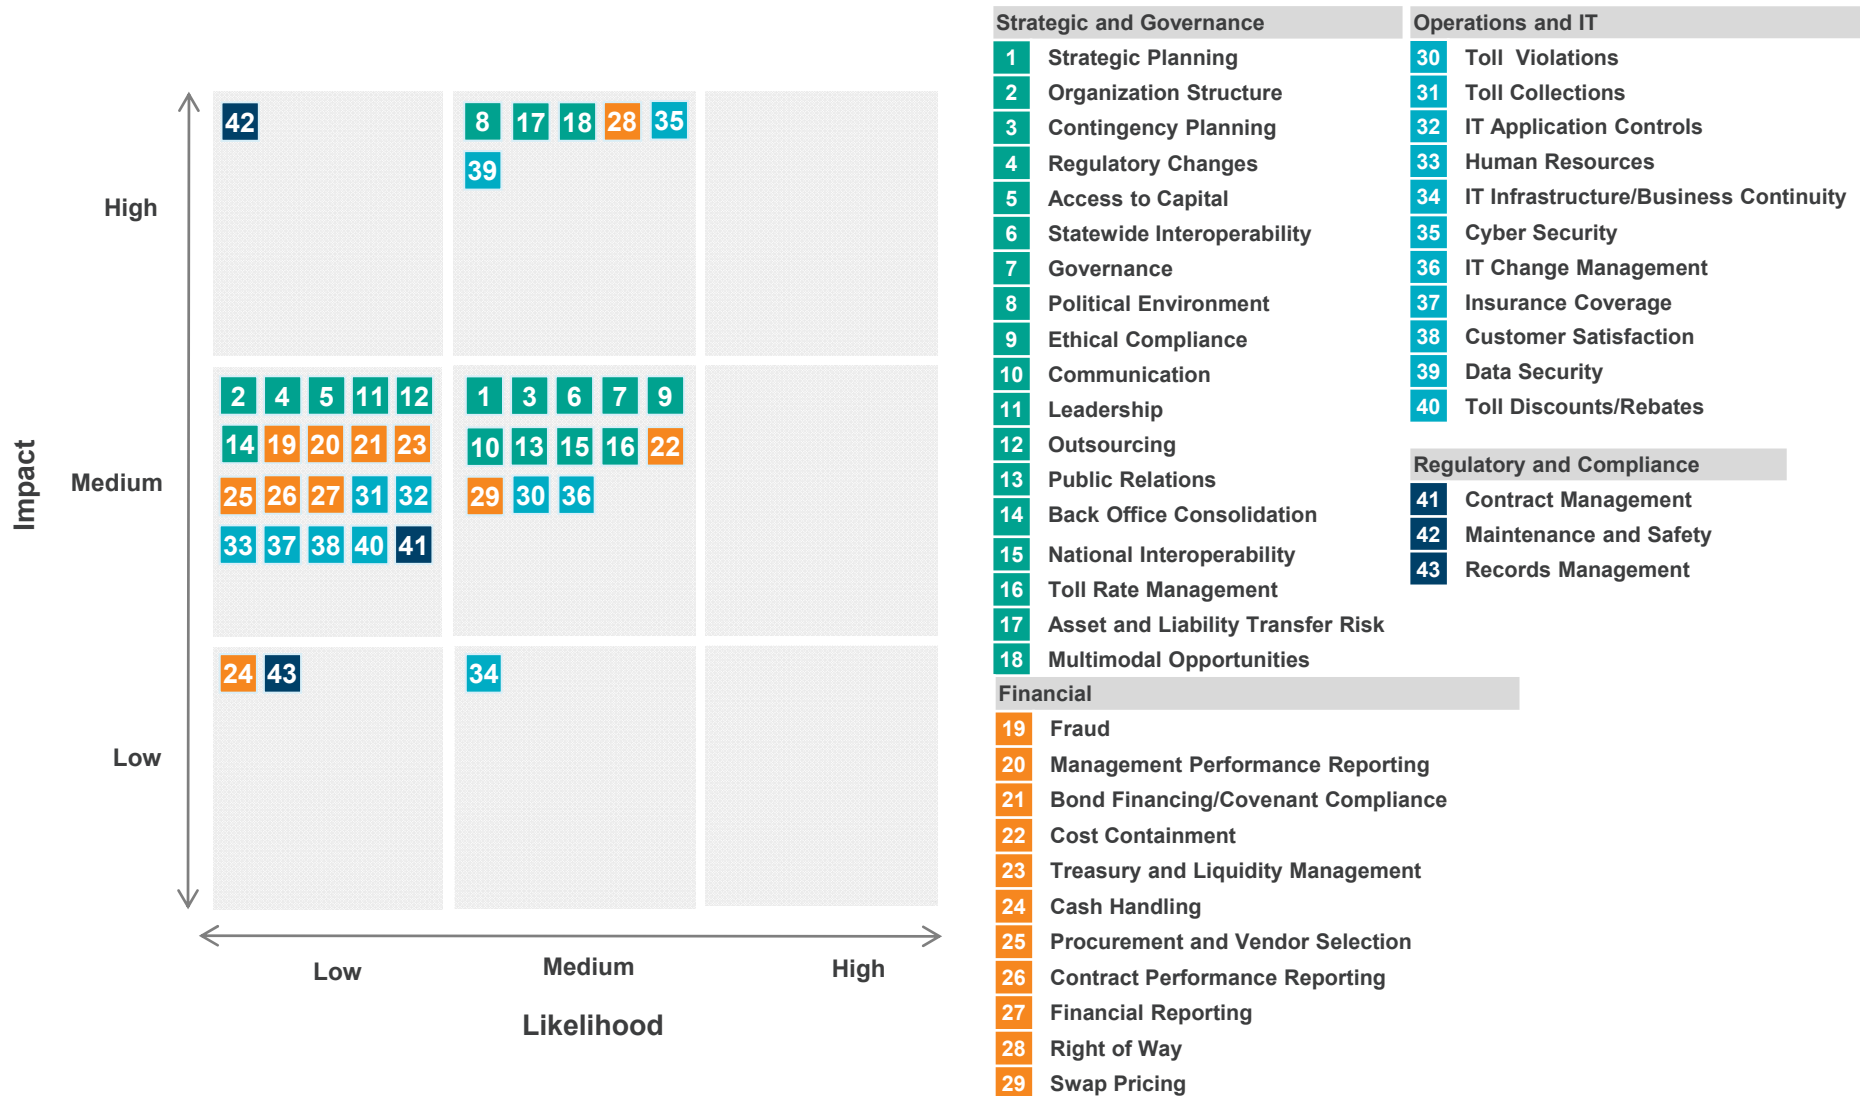 Impact
High
42
8 17 18 28 35
39
Medium
2 4 5 11 12
14 19 20 21 23
25 26 27 31 32
33 37 38 40 41
1 3 6 7 9
10 13 15 16 22
29 30 36
Low
24 43
34
Low Medium High
Likelihood
Strategic and Governance
1 Strategic Planning
2 Organization Structure
3 Contingency Planning
4 Regulatory Changes
5 Access to Capital
6 Statewide Interoperability
7 Governance
8 Political Environment
9 Ethical Compliance
10 Communication
11 Leadership
12 Outsourcing
13 Public Relations
14 Back Office Consolidation
15 National Interoperability
16 Toll Rate Management
17 Asset and Liability Transfer Risk
18 Multimodal Opportunities
Financial
19 Fraud
20 Management Performance Reporting
21 Bond Financing/Covenant Compliance
22 Cost Containment
23 Treasury and Liquidity Management
24 Cash Handling
25 Procurement and Vendor Selection
26 Contract Performance Reporting
27 Financial Reporting
28 Right of Way
29 Swap Pricing
Operations and IT
30 Toll Violations
31 Toll Collections
32 IT Application Controls
33 Human Resources
34 IT Infrastructure/Business Continuity
35 Cyber Security
36 IT Change Management
37 Insurance Coverage
38 Customer Satisfaction
39 Data Security
40 Toll Discounts/Rebates
Regulatory and Compliance
41 Contract Management
42 Maintenance and Safety
43 Records Management